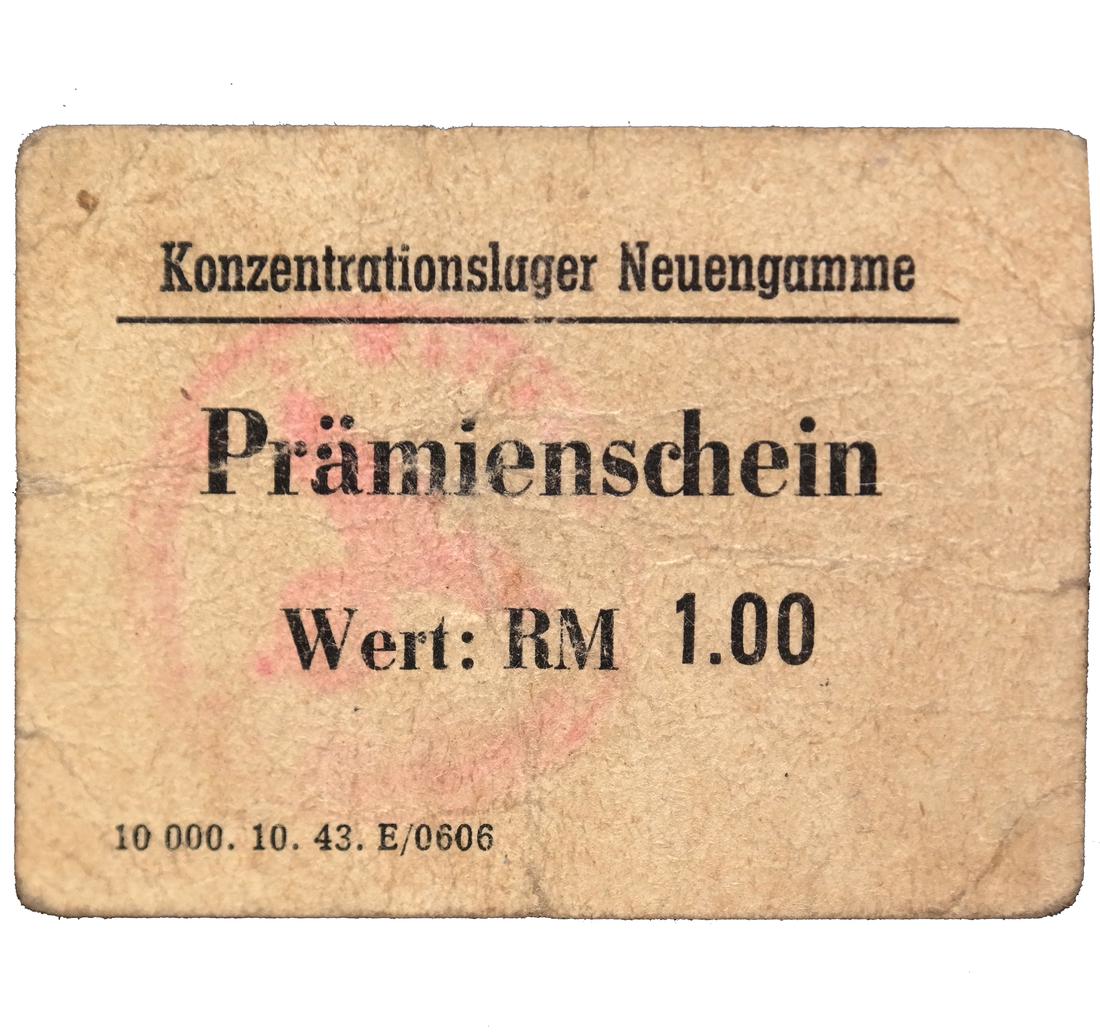 Konzentrationslager Neuengamme
Prämienschein
Wert: RM 1.00
10 000. 10. 43. E/0606